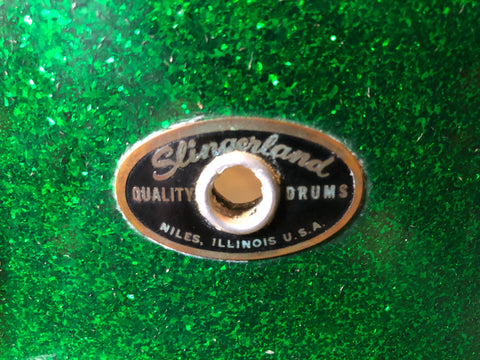 Slingerland
QUALITY DRUMS
NILES, ILLINOIS U.S.A.